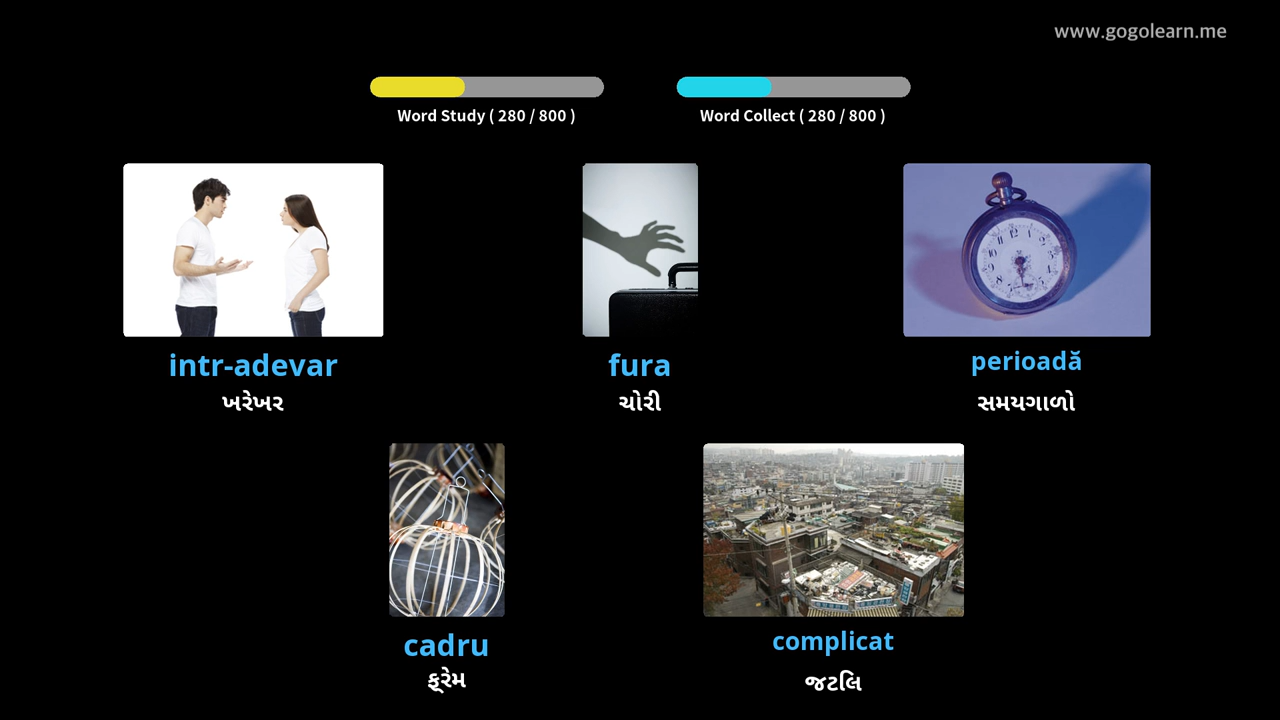 www.gogolearn.me
Word Study ( 280 / 800 )
Word Collect ( 280 / 800 )
intr-adevar
ખરેખર
fura
ચોરી
perioadă
સમયગાળો
cadru
ફ્રેમ
complicat
જટલિ